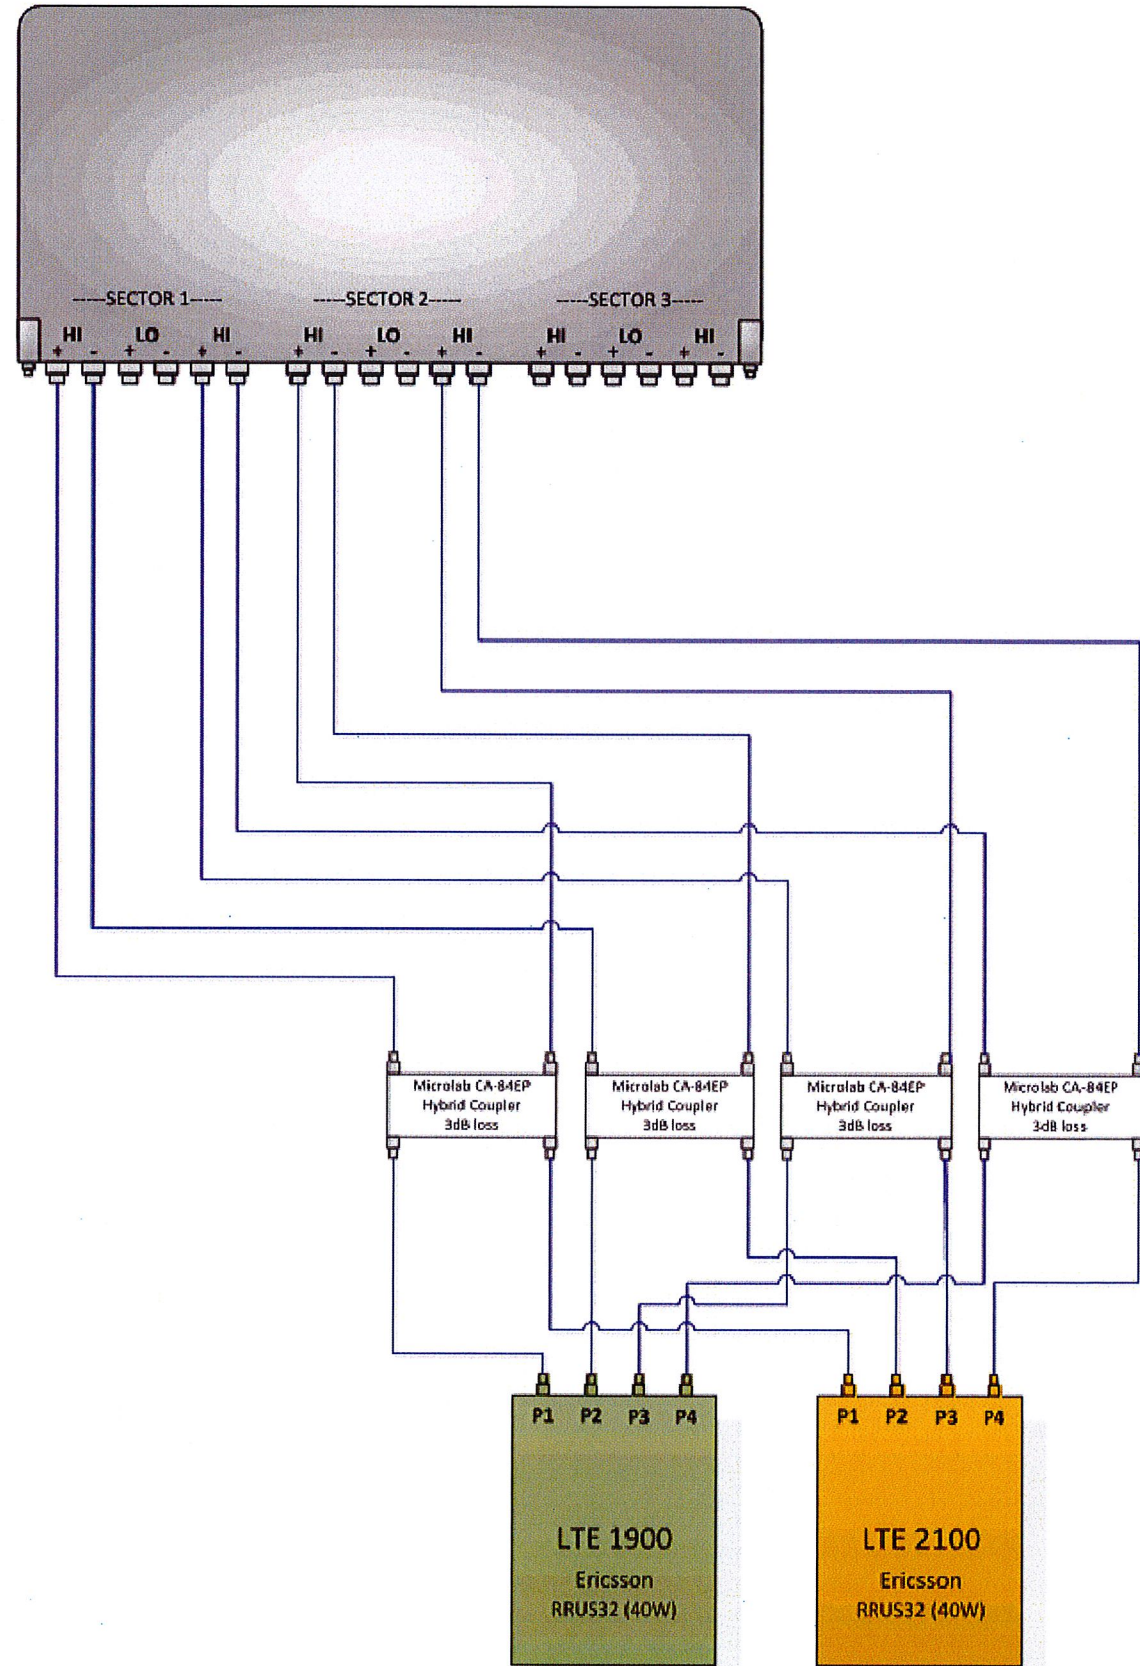 -----SECTOR 1-----
-----SECTOR 2-----
-----SECTOR 3-----
HI LO HI HI LO HI HI LO HI
+ - + - + - + - + - + - + - + - + -
Microlab CA-84EP
Hybrid Coupler
3dB loss
Microlab CA-84EP
Hybrid Coupler
3dB loss
Microlab CA-84EP
Hybrid Coupler
3dB loss
Microlab CA-84EP
Hybrid Coupler
3dB loss
P1 P2 P3 P4
LTE 1900
Ericsson
RRUS32 (40W)
P1 P2 P3 P4
LTE 2100
Ericsson
RRUS32 (40W)